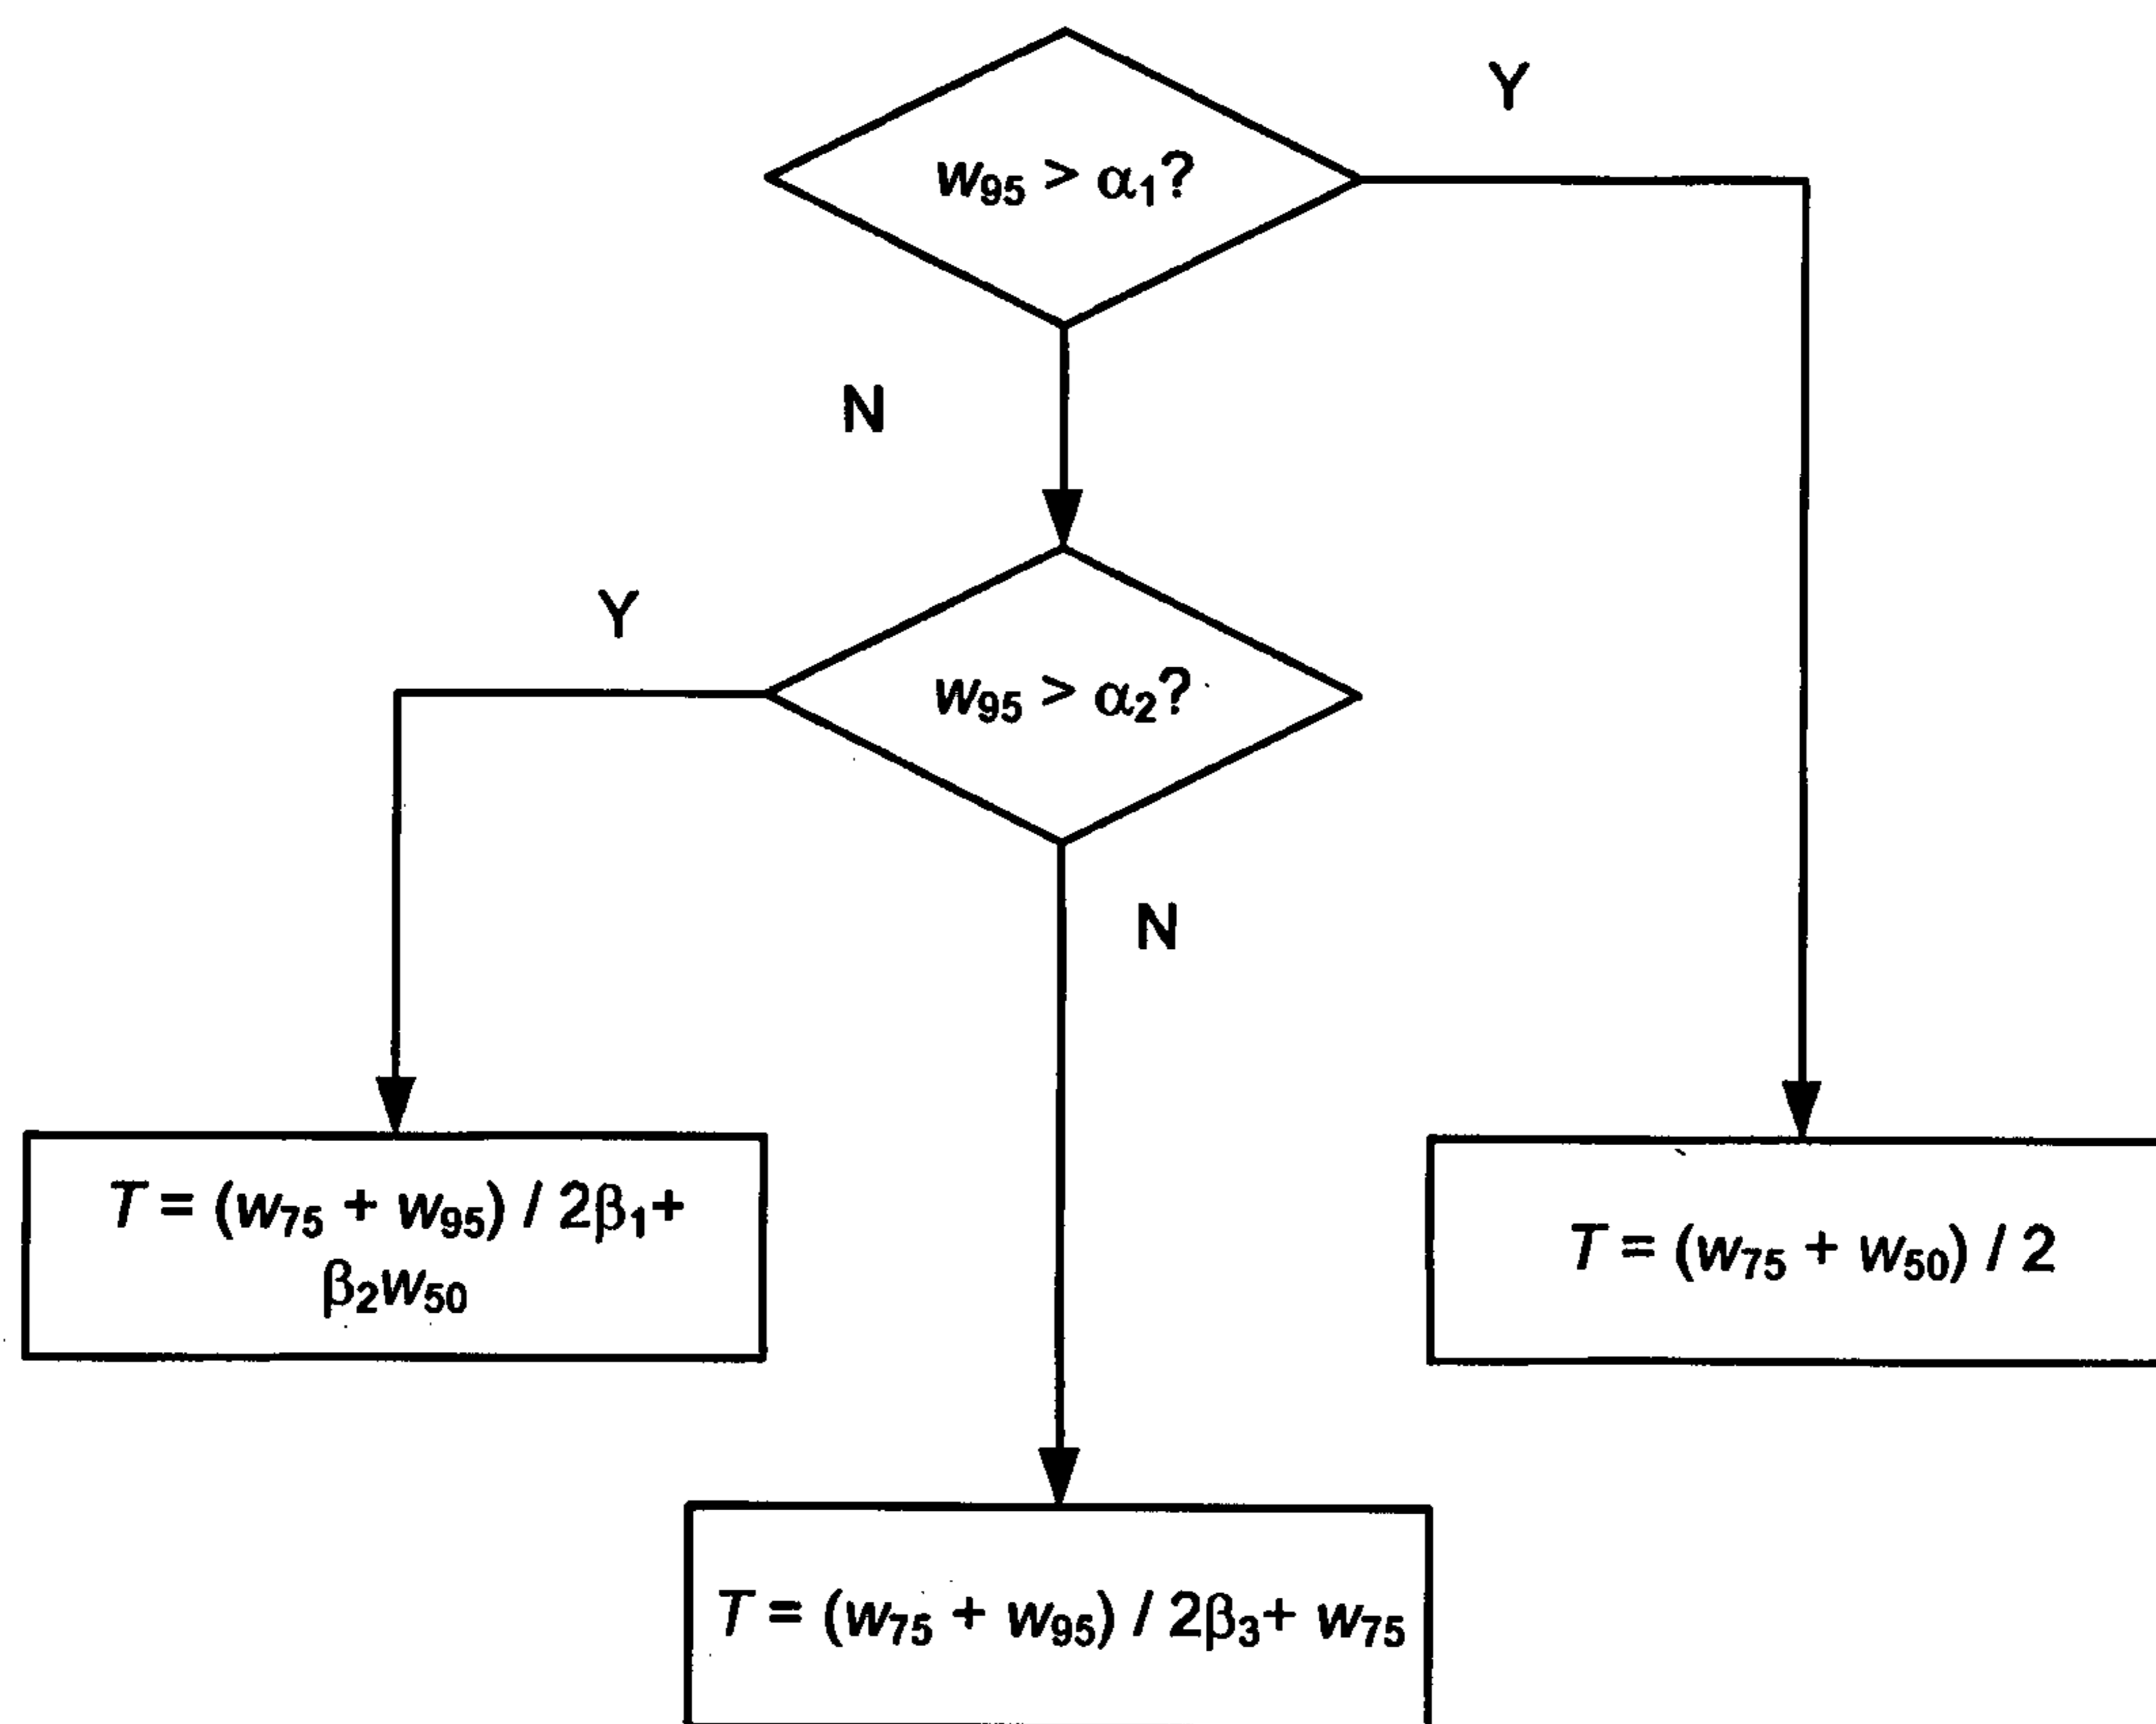 w₉₅ > α₁?
Y
N
w₉₅ > α₂?
Y
N
T = (w₇₅ + w₉₅) / 2β₁+
β₂w₅₀
T = (w₇₅ + w₅₀) / 2
T = (w₇₅ + w₉₅) / 2β₃+ w₇₅